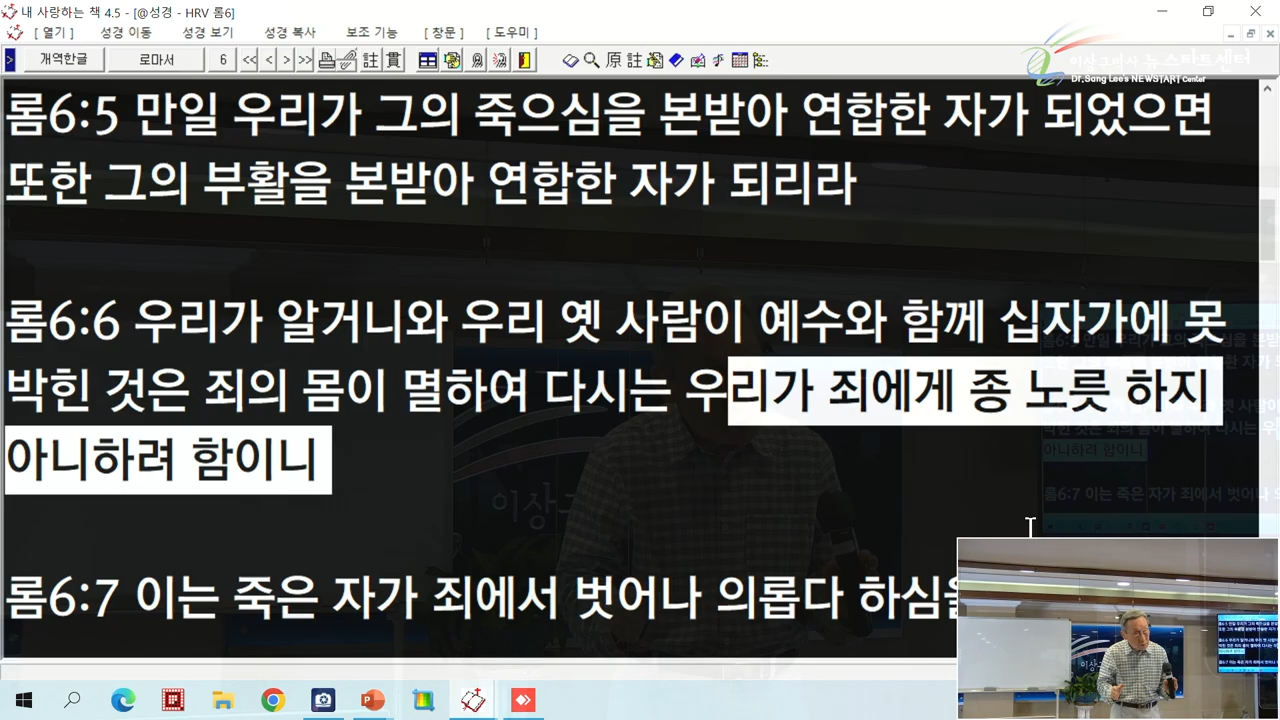 내 사랑하는 책 4.5 - [@성경 - HRV 롬6]
[ 열기 ] 성경 이동 성경 보기 성경 복사 보조 기능 [ 창문 ] [ 도우미 ]
개역한글 로마서 6 << < > >> 註 貫 原 註
이상구박사 뉴스타트센터
Dr.Sang Lee's NEWSTART Center
롬6:5 만일 우리가 그의 죽으심을 본받아 연합한 자가 되었으면
또한 그의 부활을 본받아 연합한 자가 되리라
롬6:6 우리가 알거니와 우리 옛 사람이 예수와 함께 십자가에 못
박힌 것은 죄의 몸이 멸하여 다시는 우리가 죄에게 종 노릇 하지
아니하려 함이니
롬6:7 이는 죽은 자가 죄에서 벗어나 의롭다 하심을
이상구